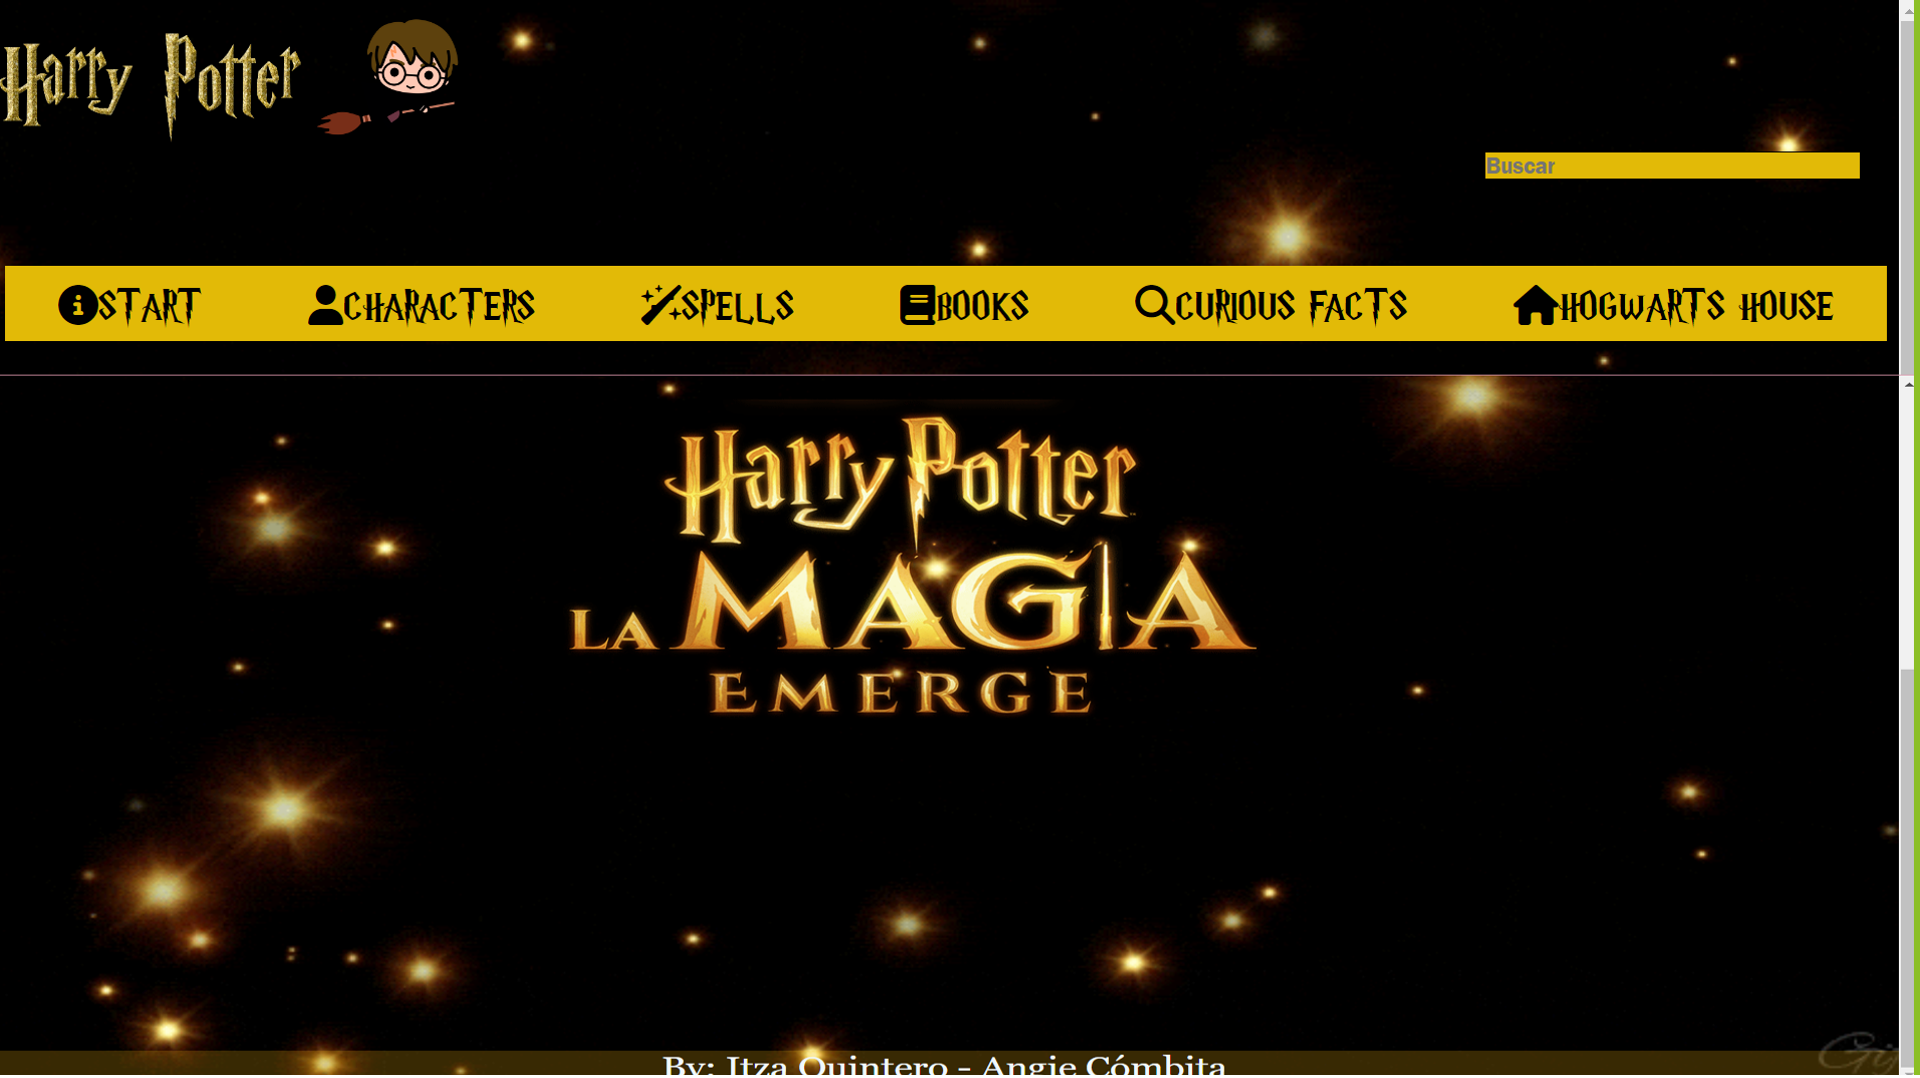 Harry Potter
Buscar
START CHARACTERS SPELLS BOOKS CURIOUS FACTS HOGWARTS HOUSE
Harry Potter
LA MAGIA
EMERGE
By: Itza Quintero - Angie Cómbita